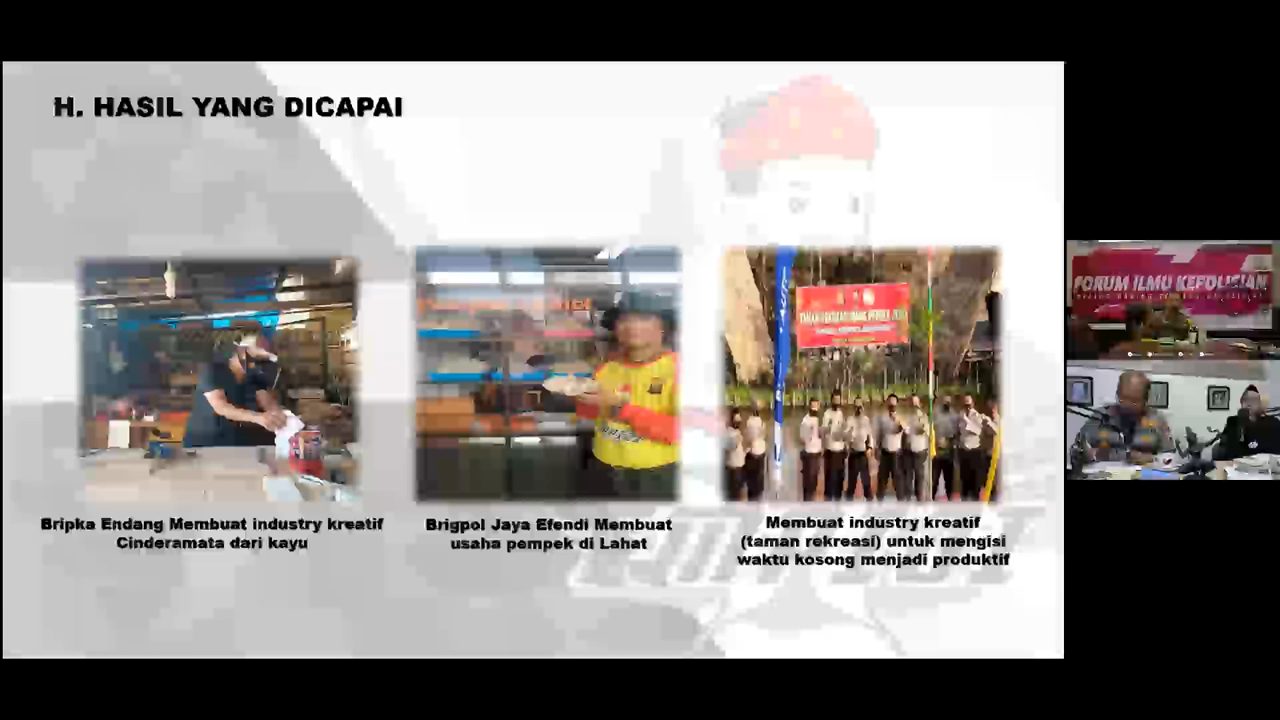 H. HASIL YANG DICAPAI
Bripka Endang Membuat industry kreatif
Cinderamata dari kayu
Brigpol Jaya Efendi Membuat
usaha pempek di Lahat
Membuat industry kreatif
(taman rekreasi) untuk mengisi
waktu kosong menjadi produktif
FORUM ILMU KEPOLISIAN